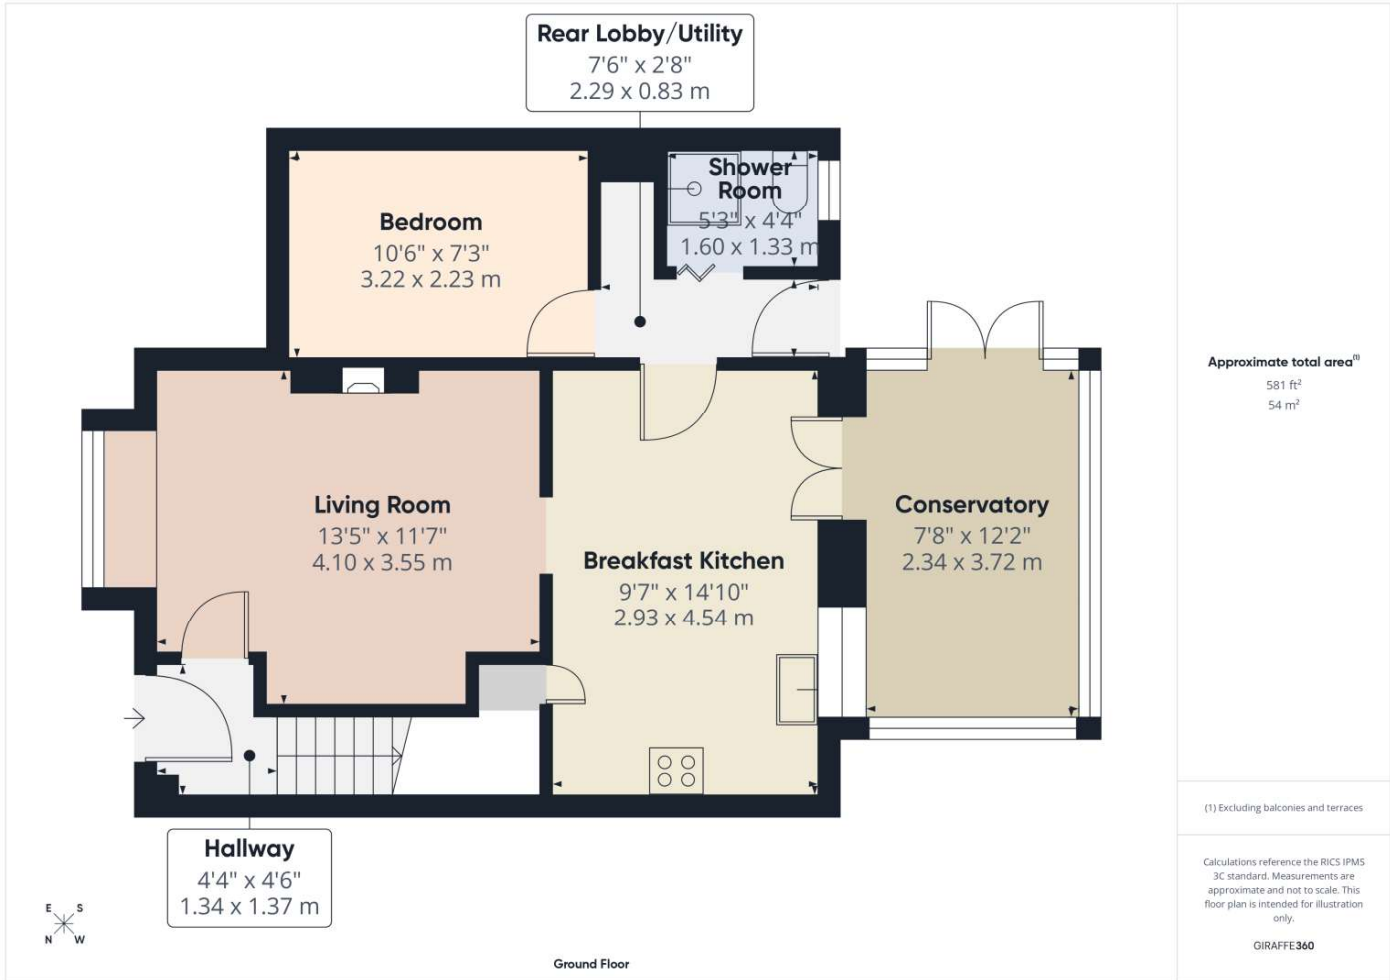 Rear Lobby/Utility
7'6" x 2'8"
2.29 x 0.83 m
Shower
Room
5'3" x 4'4"
1.60 x 1.33 m
Bedroom
10'6" x 7'3"
3.22 x 2.23 m
Living Room
13'5" x 11'7"
4.10 x 3.55 m
Breakfast Kitchen
9'7" x 14'10"
2.93 x 4.54 m
Conservatory
7'8" x 12'2"
2.34 x 3.72 m
Hallway
4'4" x 4'6"
1.34 x 1.37 m
E S
N W
Ground Floor
Approximate total area⁽¹⁾
581 ft²
54 m²
(1) Excluding balconies and terraces
Calculations reference the RICS IPMS
3C standard. Measurements are
approximate and not to scale. This
floor plan is intended for illustration
only.
GIRAFFE360